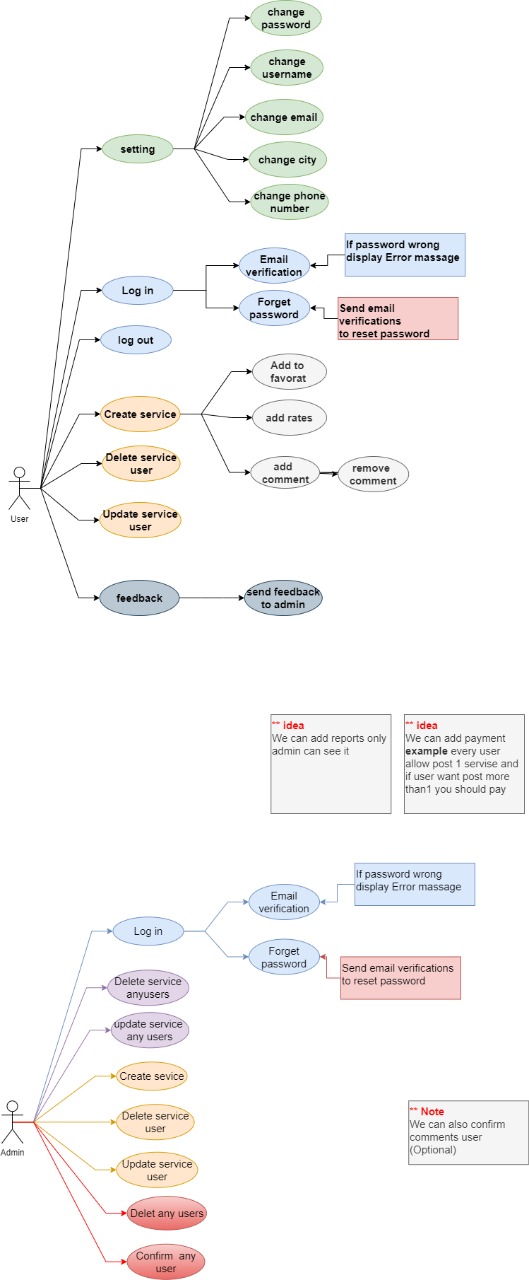 change
password
change
username
change email
setting
change city
change phone
number
Email
verification
If password wrong
display Error massage
Log in
Forget
password
Send email
verifications
to reset password
log out
Add to
favorat
Create service
add rates
Delete service
user
add
comment
remove
comment
User
Update service
user
feedback
send feedback
to admin
** idea
We can add reports only
admin can see it
** idea
We can add payment
example every user
allow post 1 servise and
if user want post more
than1 you should pay
If password wrong
display Error massage
Email
verification
Log in
Forget
password
Send email verifications
to reset password
Delete service
anyusers
update service
any users
Create sevice
Admin
Delete service
user
** Note
We can also confirm
comments user
(Optional)
Update service
user
Delet any users
Confirm any
user